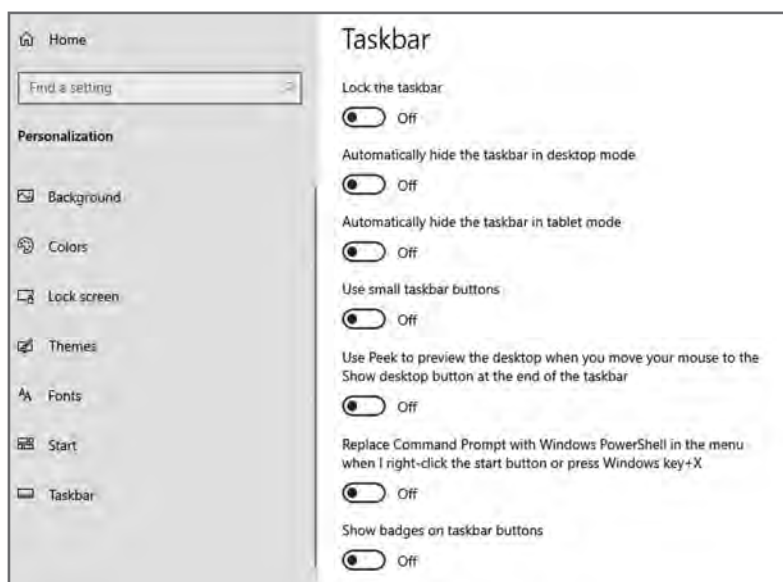 Home
Find a setting
Personalization
Background
Colors
Lock screen
Themes
Fonts
Start
Taskbar
Taskbar
Lock the taskbar
Off
Automatically hide the taskbar in desktop mode
Off
Automatically hide the taskbar in tablet mode
Off
Use small taskbar buttons
Off
Use Peek to preview the desktop when you move your mouse to the
Show desktop button at the end of the taskbar
Off
Replace Command Prompt with Windows PowerShell in the menu
when I right-click the start button or press Windows key+X
Off
Show badges on taskbar buttons
Off